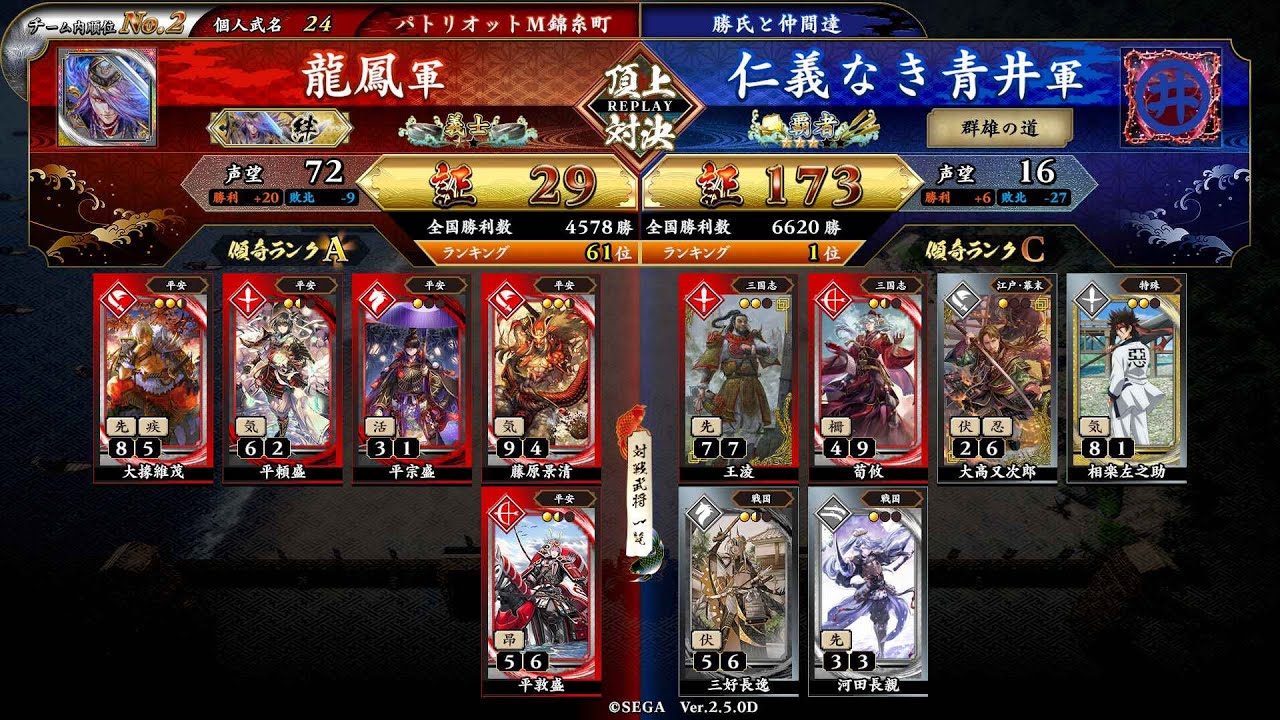 チーム内順位 No.2 個人武名 24 パトリオットM錦糸町 勝氏と仲間達
龍鳳軍 頂上 REPLAY 対決 仁義なき青井軍 井
絆 義士 覇者 群雄の道
声望 72 勝利 +20 敗北 -9
証 29 証 173
声望 16 勝利 +6 敗北 -27
全国勝利数 4578勝 全国勝利数 6620勝
傾奇ランクA ランキング 61位 ランキング 1位 傾奇ランクC
平安 平安 平安 平安 三国志 三国志 江戸・幕末 特殊
惡
先 疾 気 活 気 先 柵 伏 忍 気
8 5 6 2 3 1 9 4 7 7 4 9 2 6 8 1
平頼盛 平宗盛 藤原景清 王淩 荀攸 大高又次郎 相楽左之助
対戦武将一覧
平安 戦国 戦国
昂 伏 先
5 6 5 6 3 3
平敦盛 三好長逸 河田長親
©SEGA Ver.2.5.0D